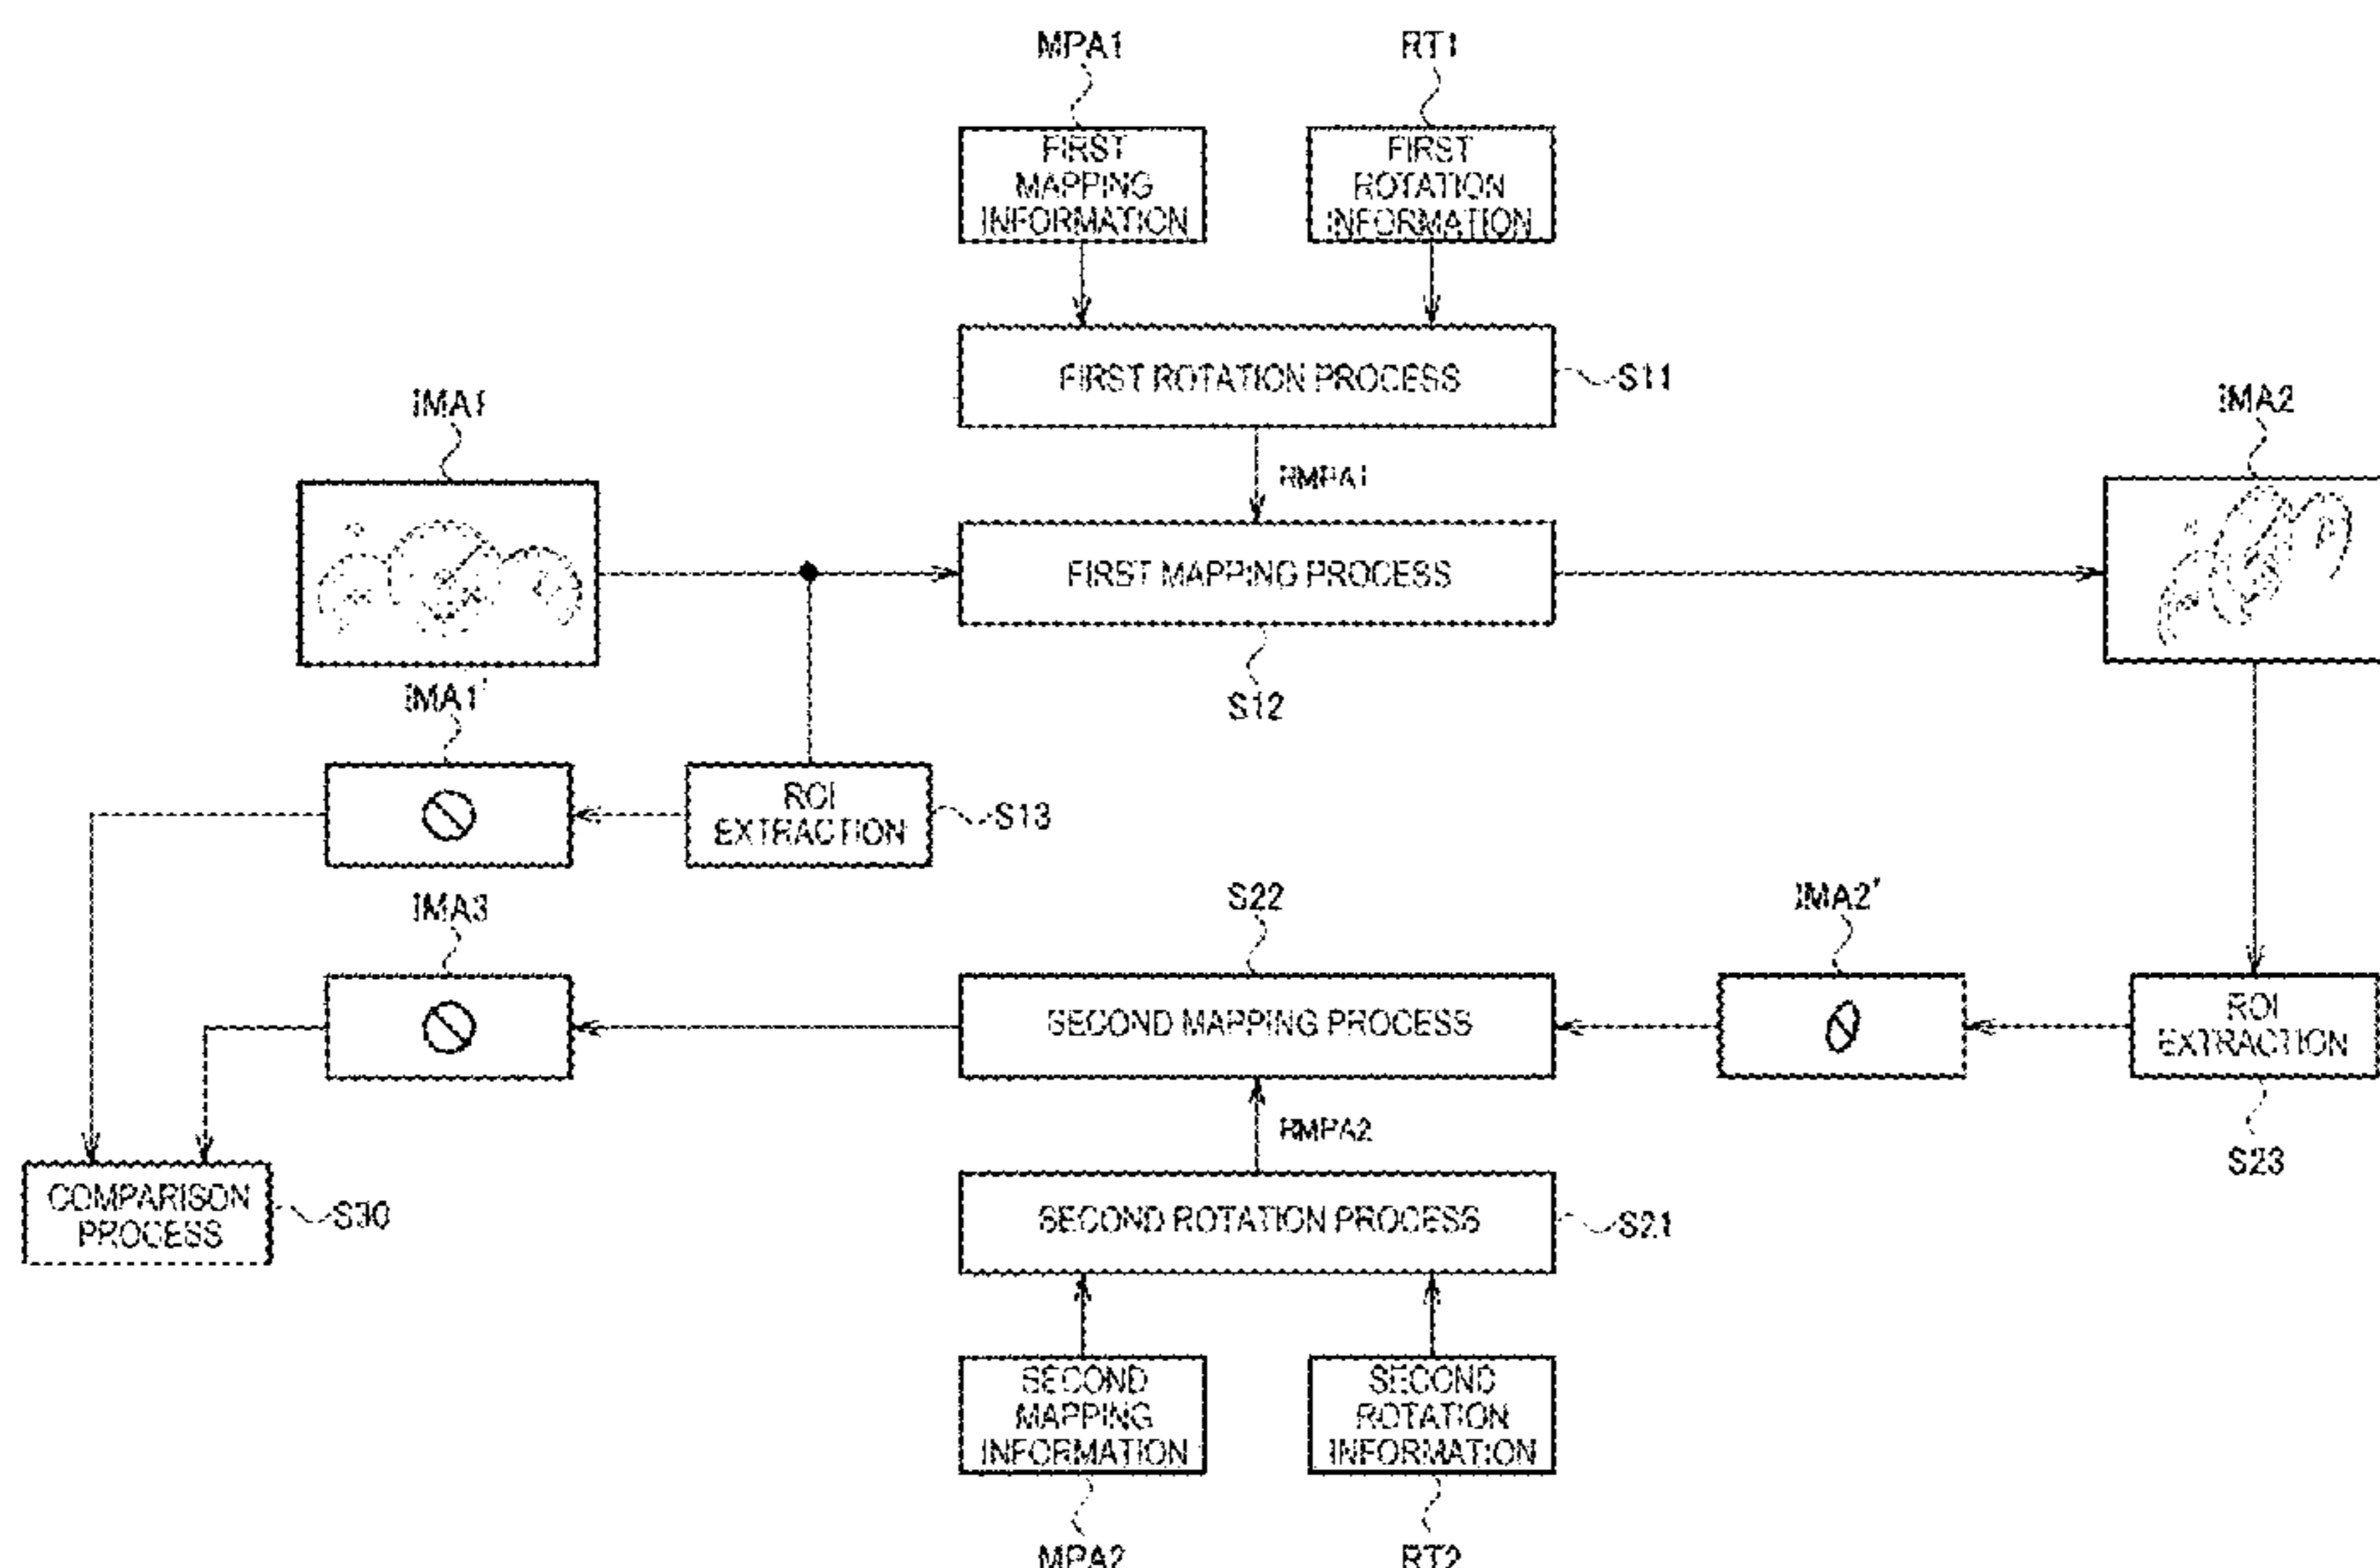 MPA1
RT1
FIRST
MAPPING
INFORMATION
FIRST
ROTATION
INFORMATION
FIRST ROTATION PROCESS
S11
IMA1
IMA2
RMPA1
FIRST MAPPING PROCESS
S12
IMA1'
ROI
EXTRACTION
S13
IMA3
S22
IMA2'
SECOND MAPPING PROCESS
ROI
EXTRACTION
RMPA2
S23
COMPARISON
PROCESS
S30
SECOND ROTATION PROCESS
S21
SECOND
MAPPING
INFORMATION
SECOND
ROTATION
INFORMATION
MPA2
RT2